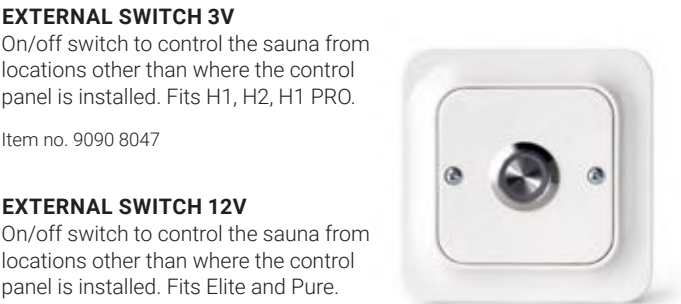 EXTERNAL SWITCH 3V
On/off switch to control the sauna from
locations other than where the control
panel is installed. Fits H1, H2, H1 PRO.
Item no. 9090 8047
EXTERNAL SWITCH 12V
On/off switch to control the sauna from
locations other than where the control
panel is installed. Fits Elite and Pure.